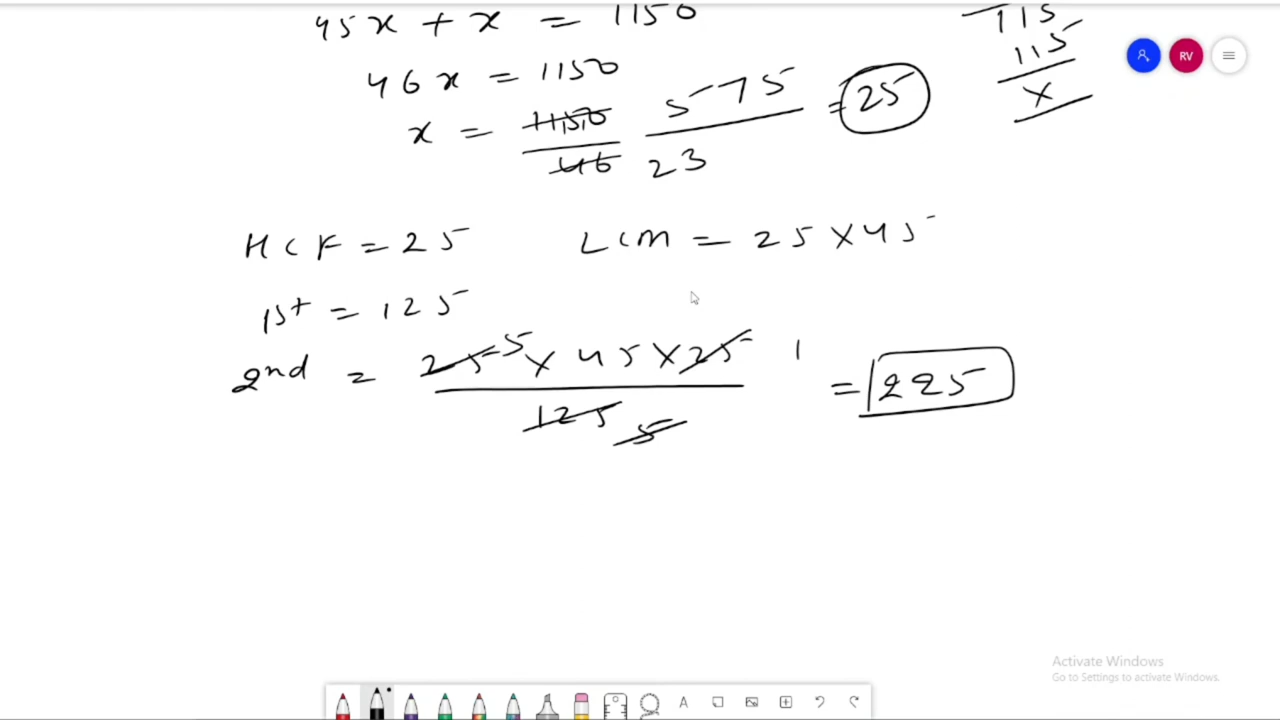 45x + x = 1150
115
115
x
46x = 1150
x = 1150/46 575/23 = 25
RV
HCF = 25 LCM = 25 x 45
1st = 125
2nd = 25 5 x 45 x 25 1 / 125 5 = 225
Activate Windows
Go to Settings to activate Windows.
A